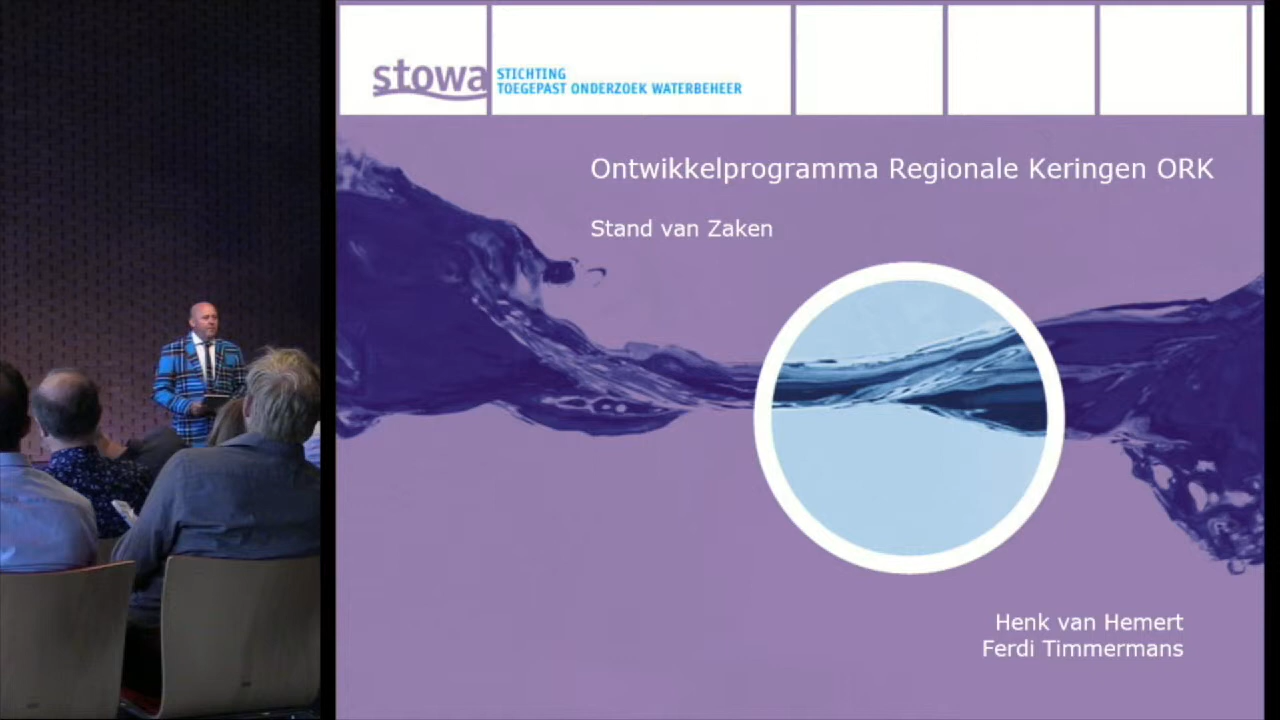 stowa
STICHTING
TOEGEPAST ONDERZOEK WATERBEHEER
Ontwikkelprogramma Regionale Keringen ORK
Stand van Zaken
Henk van Hemert
Ferdi Timmermans